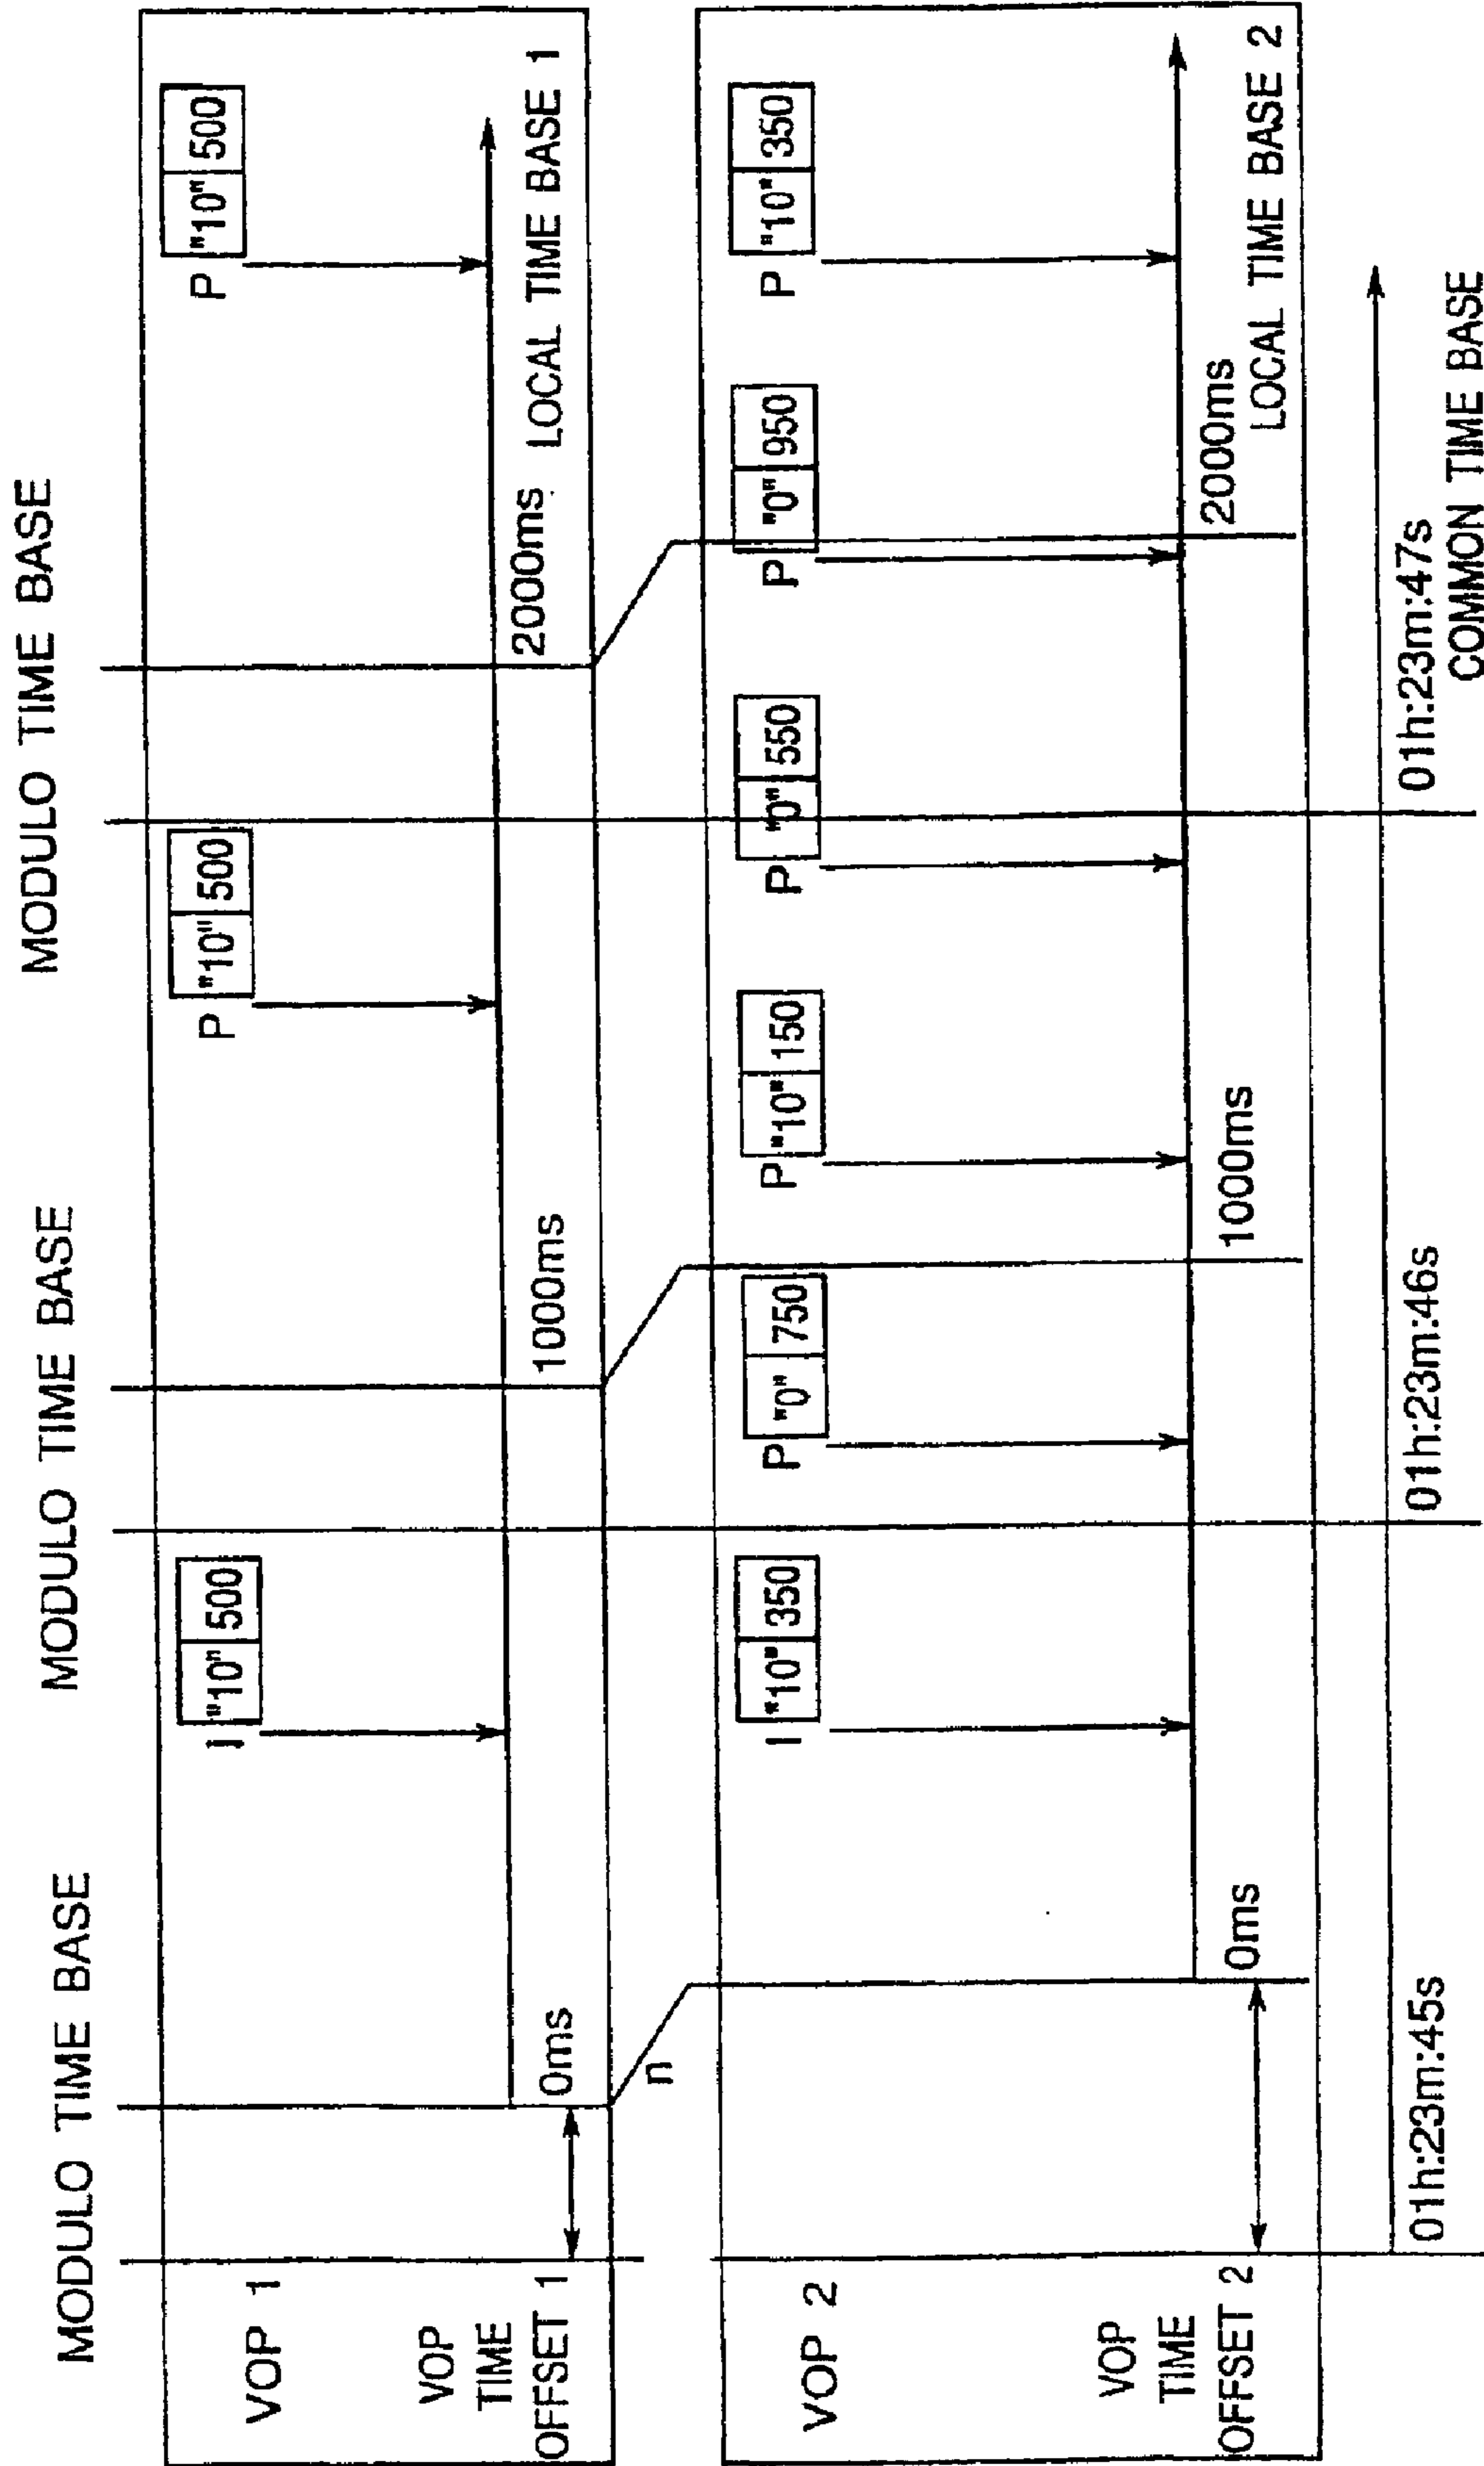 MODULO TIME BASE
MODULO TIME BASE
MODULO TIME BASE
VOP 1
I "10" 500
P "10" 500
P "10" 500
VOP
TIME
OFFSET 1
0ms
1000ms
2000ms
LOCAL TIME BASE 1
n
VOP 2
I "10" 350
P "0" 750
P "10" 150
P "0" 550
P "0" 950
P "10" 350
VOP
TIME
OFFSET 2
0ms
1000ms
2000ms
LOCAL TIME BASE 2
01h:23m:45s
01h:23m:46s
01h:23m:47s
COMMON TIME BASE